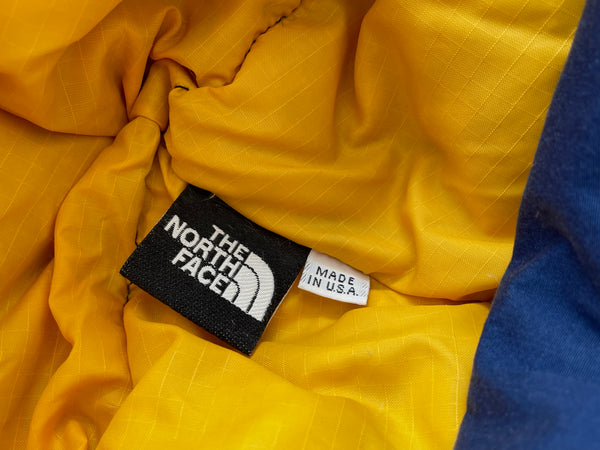 THE
NORTH
FACE
MADE
IN U.S.A.